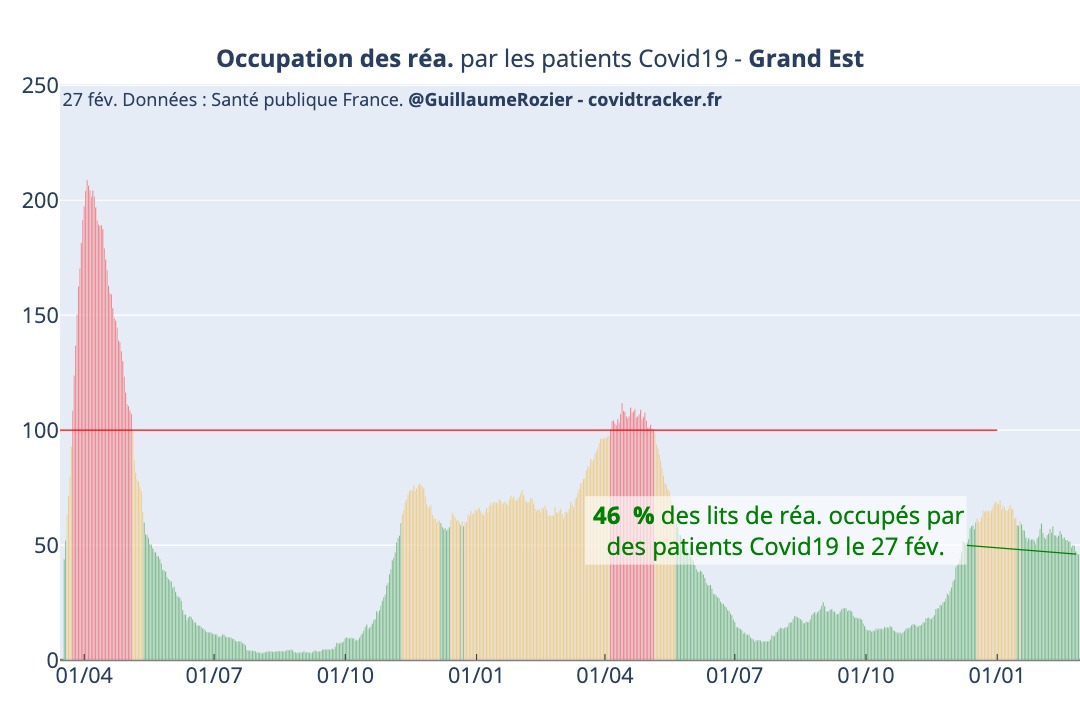 Occupation des réa. par les patients Covid19 - Grand Est
250
27 fév. Données : Santé publique France. @GuillaumeRozier - covidtracker.fr
200
150
100
46  % des lits de réa. occupés par
des patients Covid19 le 27 fév.
50
0
01/04 01/07 01/10 01/01 01/04 01/07 01/10 01/01